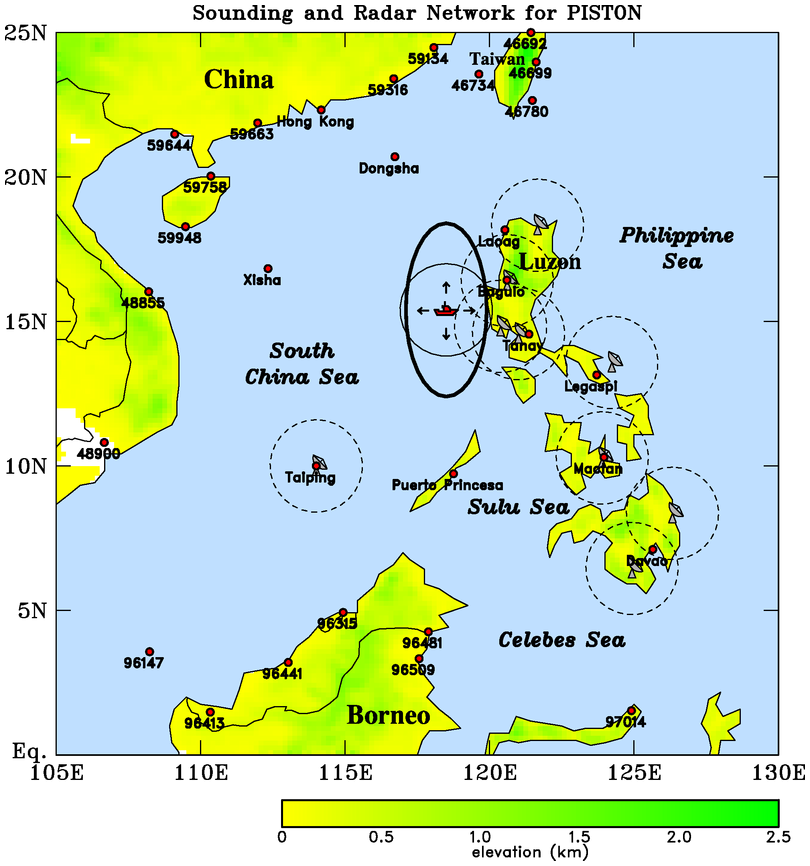 Sounding and Radar Network for PISTON
25N
46692
59134
Taiwan
46699
China
46734
59316
46780
Hong Kong
59663
59644
Dongsha
20N
59758
59948
Laoag
Philippine
Sea
Luzon
Xisha
Baguio
48855
15N
Tanay
South
China Sea
Legaspi
48900
10N
Mactan
Taiping
Puerto Princesa
Sulu Sea
Davao
5N
96315
96481
Celebes Sea
96147
96441
96509
Borneo
96413
97014
Eq.
105E 110E 115E 120E 125E 130E
0 0.5 1.0 1.5 2.0 2.5
elevation (km)